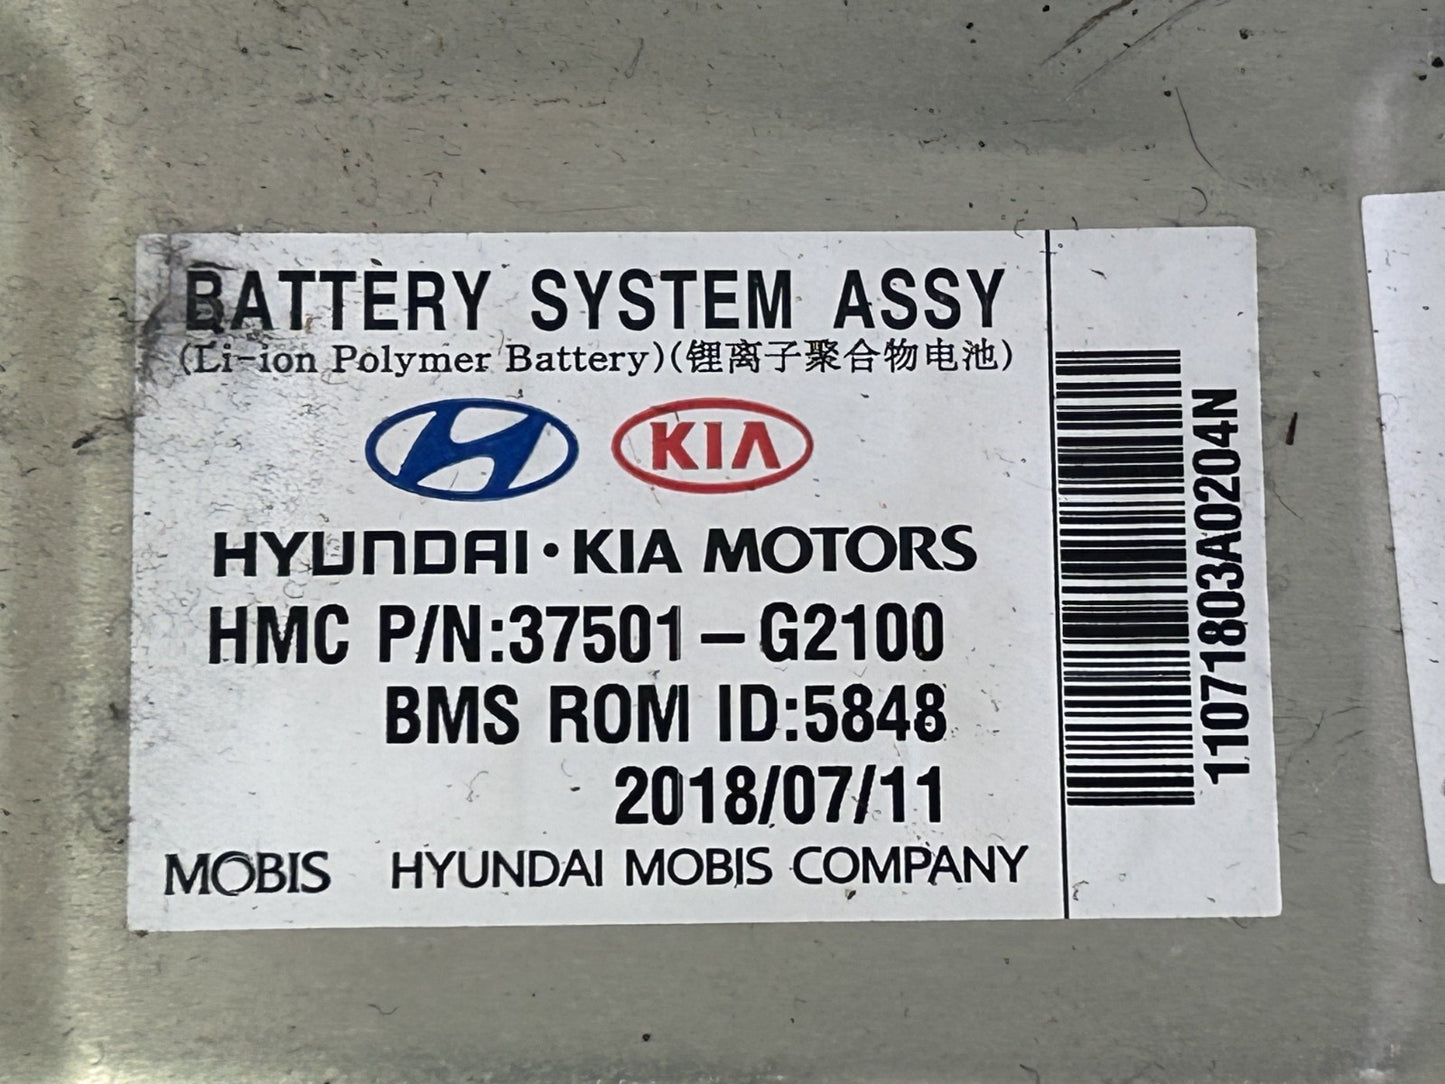 BATTERY SYSTEM ASSY
(Li-ion Polymer Battery)(锂离子聚合物电池)
KIA
HYUNDAI·KIA MOTORS
HMC P/N:37501-G2100
BMS ROM ID:5848
2018/07/11
MOBIS HYUNDAI MOBIS COMPANY
11071803A0204N